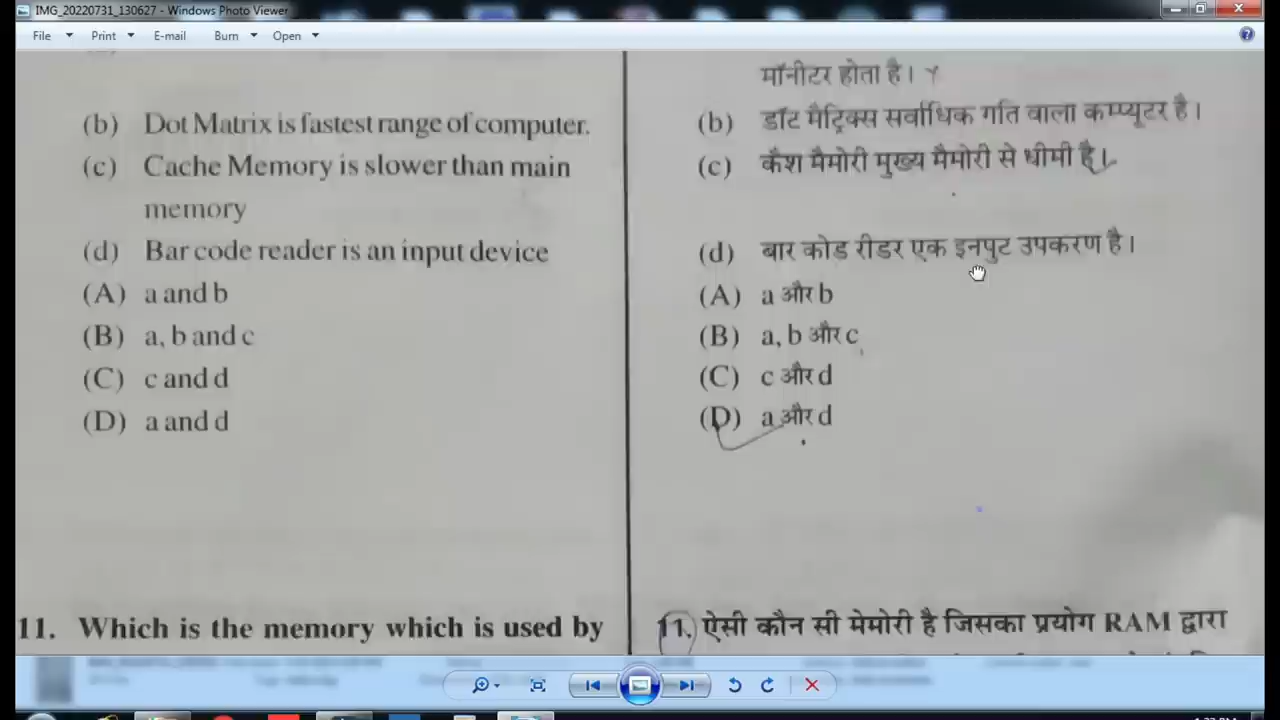 IMG_20220731_130627 - Windows Photo Viewer
File Print E-mail Burn Open
(b) Dot Matrix is fastest range of computer.
(c) Cache Memory is slower than main
memory
(d) Bar code reader is an input device
(A) a and b
(B) a, b and c
(C) c and d
(D) a and d
11. Which is the memory which is used by
मॉनीटर होता है।
(b) डॉट मैट्रिक्स सर्वाधिक गति वाला कम्प्यूटर है।
(c) कैश मैमोरी मुख्य मैमोरी से धीमी है।
(d) बार कोड रीडर एक इनपुट उपकरण है।
(A) a और b
(B) a, b और c
(C) c और d
(D) a और d
11. ऐसी कौन सी मेमोरी है जिसका प्रयोग RAM द्वारा